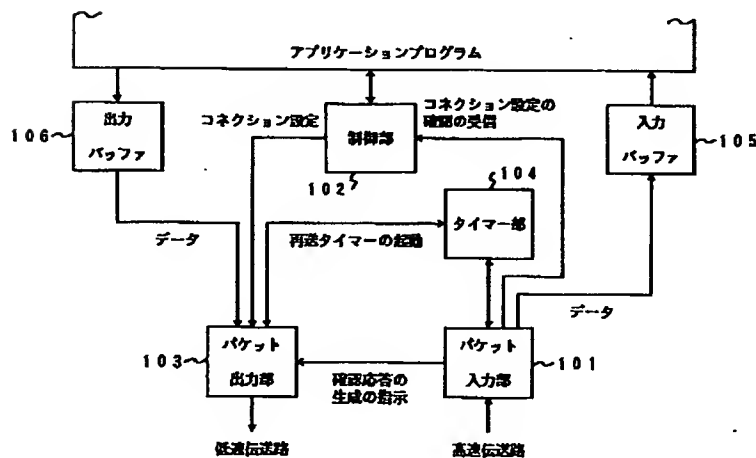 アプリケーションプログラム
コネクション設定
コネクション設定の
確認の受信
106
出力
バッファ
制御部
102
104
入力
バッファ
105
タイマー部
データ
再送タイマーの起動
データ
103
パケット
出力部
確認応答の
生成の指示
パケット
入力部
101
低速伝送路
高速伝送路